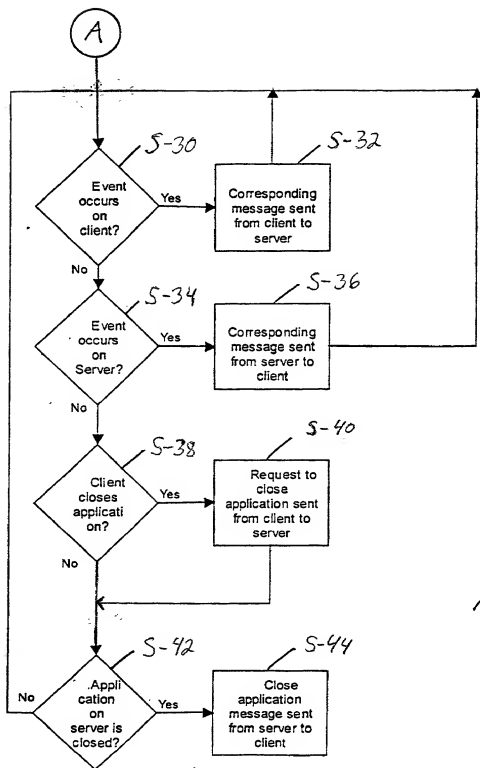 A
S-30
Event
occurs
on
client?
Yes
No
S-32
Corresponding
message sent
from client to
server
S-34
Event
occurs
on
Server?
Yes
No
S-36
Corresponding
message sent
from server to
client
S-38
Client
closes
applicati
on?
Yes
No
S-40
Request to
close
application sent
from client to
server
S-42
.Appli
cation
on
server is
closed?
No
Yes
S-44
Close
application
message sent
from server to
client